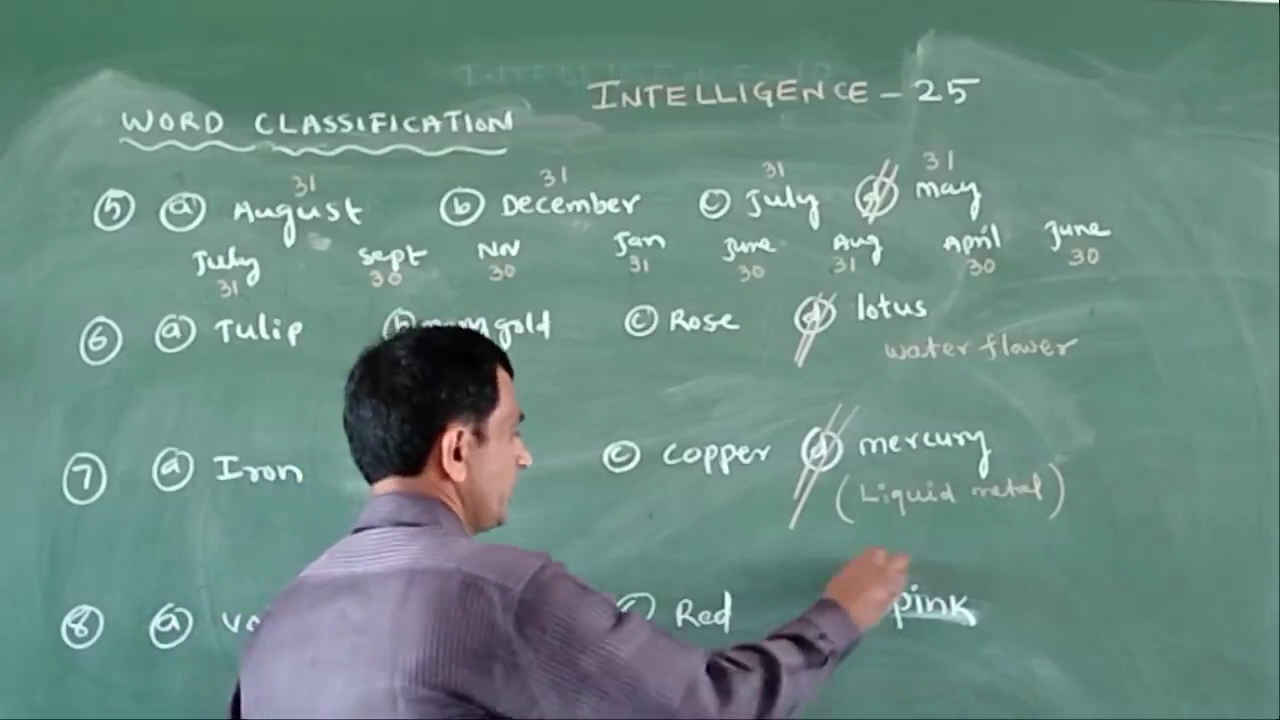 INTELLIGENCE - 25
WORD CLASSIFICATION
31 31 31 31
5 a August b December c July d may
July sept Nov Jan June Aug April June
31 30 30 31 30 31 30 30
6 a Tulip b gold c Rose d lotus
water flower
7 a Iron c copper d mercury
(Liquid metal)
8 a c Red pink